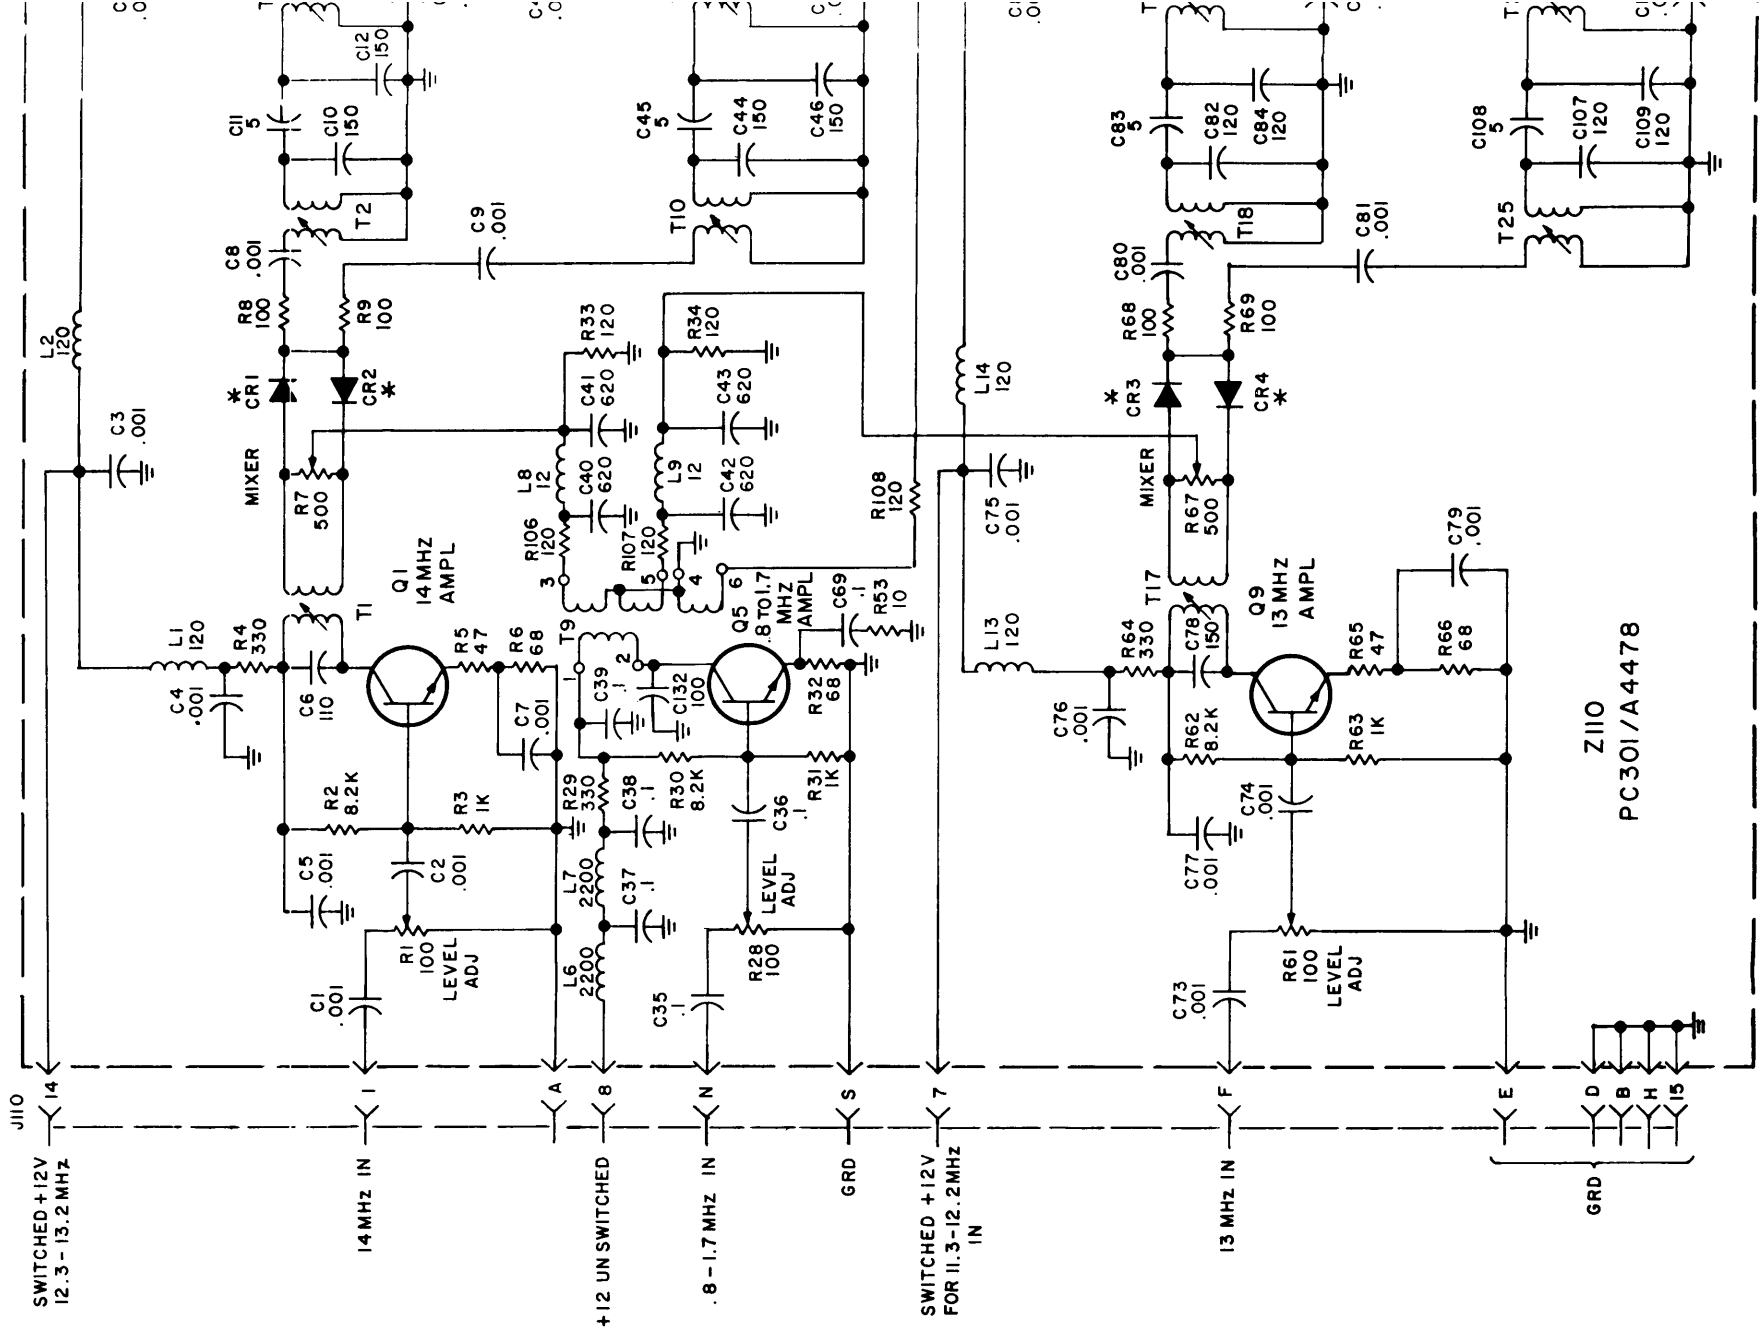 C12
150
C11
5
C10
150
C45
5
C44
150
C46
150
C83
5
C82
120
C84
120
C108
5
C107
120
C109
120
T2
C8
.001
C9
.001
T10
C80
.001
T18
C81
.001
T25
L2
120
R8
100
R9
100
R33
120
R34
120
R68
100
R69
100
*
CR1
CR2
*
C41
620
C43
620
L14
120
*
CR3
CR4
*
C3
.001
MIXER
R7
500
L8
12
C40
620
L9
12
C42
620
R108
120
C75
.001
MIXER
R67
500
C79
.001
Q1
14 MHZ
AMPL
R106
120
R107
120
3
5
4
6
T1
T9
1
2
Q5
.8 TO 1.7
MHZ
AMPL
C69
.1
R53
10
T17
Q9
13 MHZ
AMPL
L1
120
R4
330
C4
.001
C6
110
R5
47
R6
68
C7
.001
C39
.1
C132
100
R32
68
L13
120
R64
330
C78
150
R65
47
R66
68
C76
.001
R62
8.2K
R63
1K
R2
8.2K
R3
1K
R29
330
C38
.1
R30
8.2K
C36
.1
R31
1K
C74
.001
C77
.001
Z110
PC301/A4478
C5
.001
C2
.001
L7
2200
C37
.1
LEVEL
ADJ
C1
.001
R1
100
LEVEL
ADJ
L6
2200
C35
.1
R28
100
C73
.001
R61
100
LEVEL
ADJ
J110
14
1
A
8
N
S
7
F
E
D
B
H
15
SWITCHED +12V
12.3-13.2 MHz
14MHz IN
+12 UNSWITCHED
.8-1.7 MHz IN
GRD
SWITCHED +12V
FOR 11.3-12.2MHz
IN
13 MHz IN
GRD